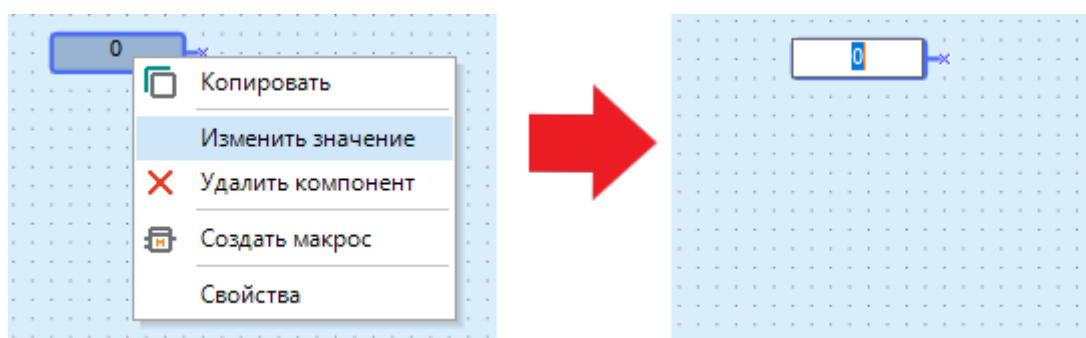 0
Копировать
Изменить значение
Удалить компонент
Создать макрос
Свойства
0